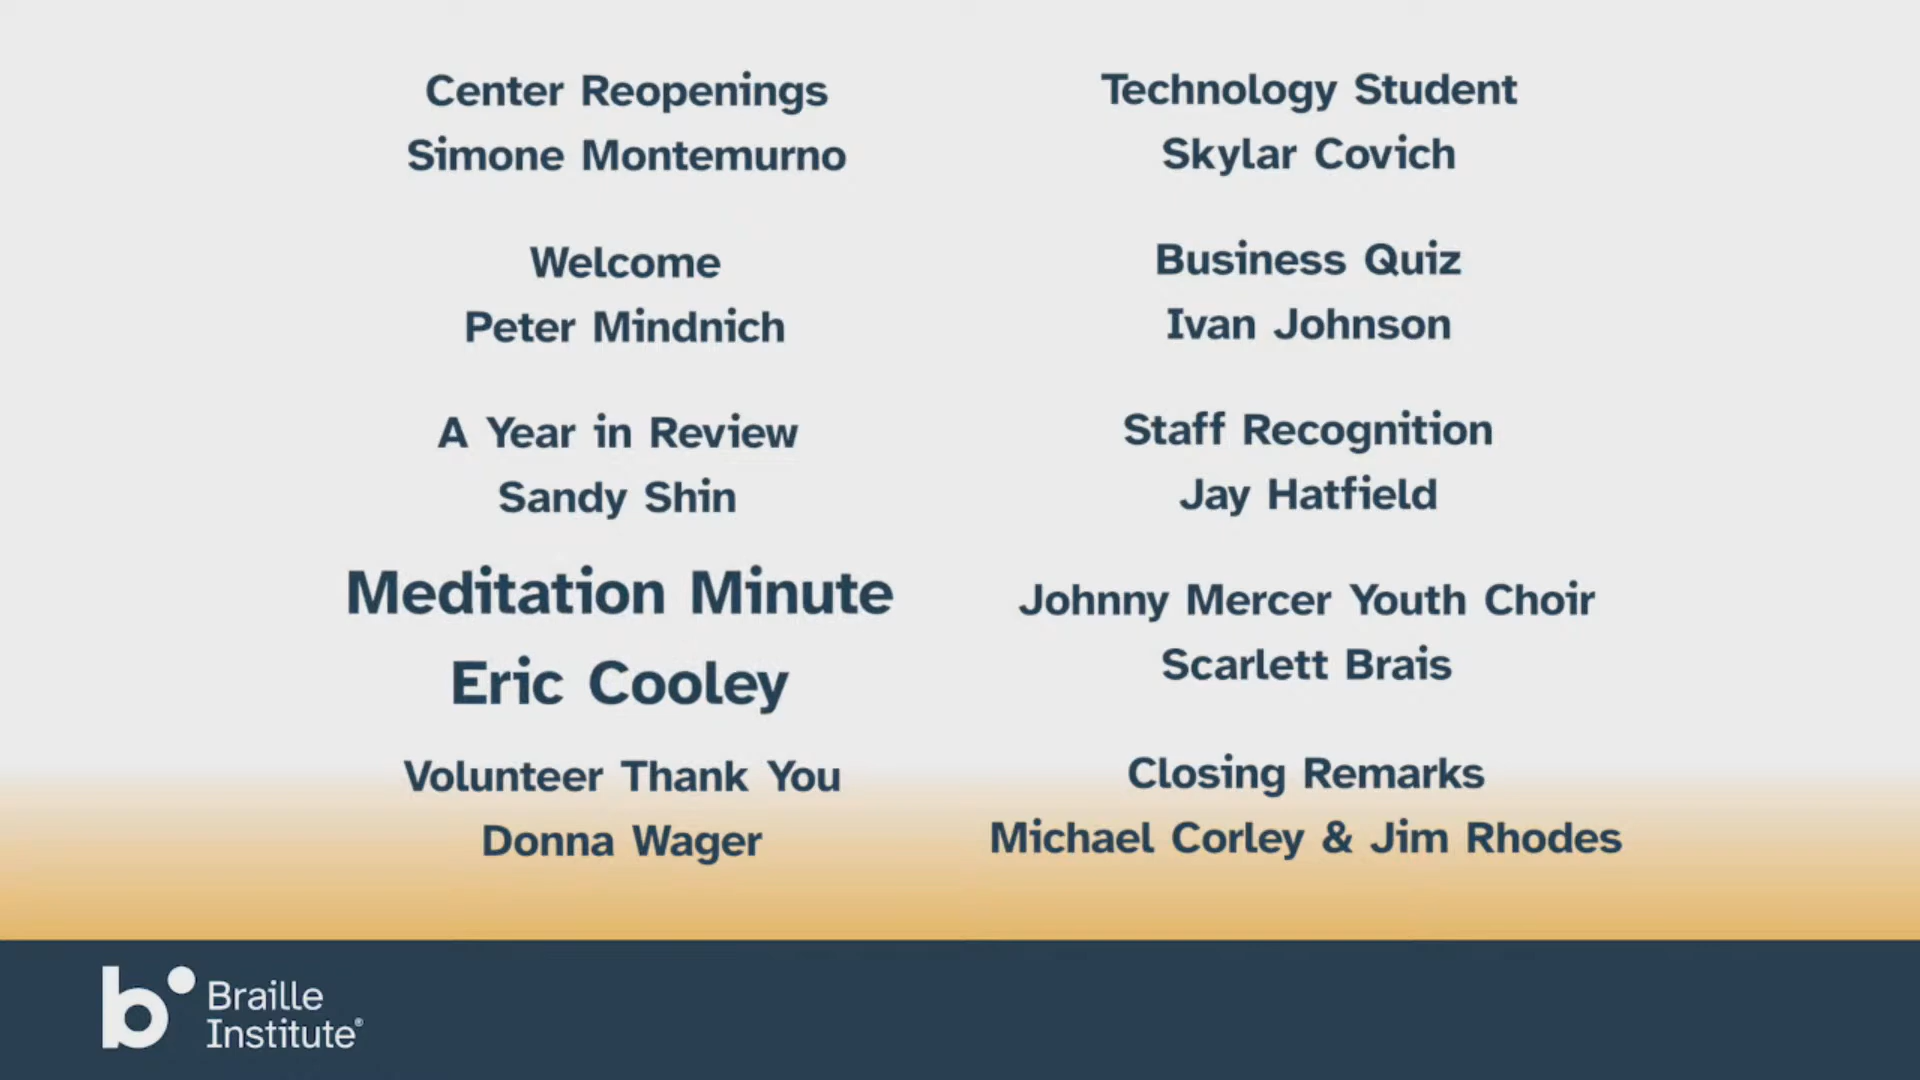 Center Reopenings
Simone Montemurno
Welcome
Peter Mindnich
A Year in Review
Sandy Shin
Meditation Minute
Eric Cooley
Volunteer Thank You
Donna Wager
Technology Student
Skylar Covich
Business Quiz
Ivan Johnson
Staff Recognition
Jay Hatfield
Johnny Mercer Youth Choir
Scarlett Brais
Closing Remarks
Michael Corley & Jim Rhodes
b
Braille
Institute®